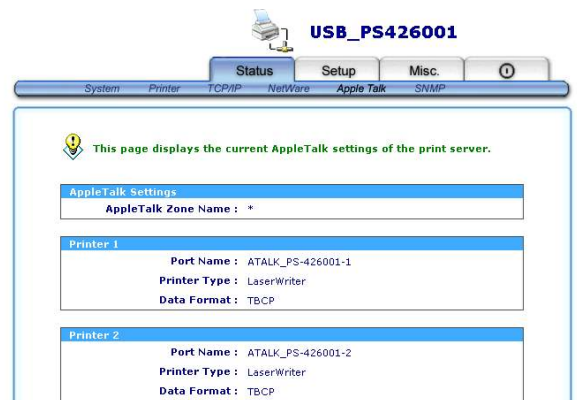 USB_PS426001
Status Setup Misc.
System Printer TCP/IP NetWare Apple Talk SNMP
This page displays the current AppleTalk settings of the print server.
AppleTalk Settings
AppleTalk Zone Name : *
Printer 1
Port Name : ATALK_PS-426001-1
Printer Type : LaserWriter
Data Format : TBCP
Printer 2
Port Name : ATALK_PS-426001-2
Printer Type : LaserWriter
Data Format : TBCP